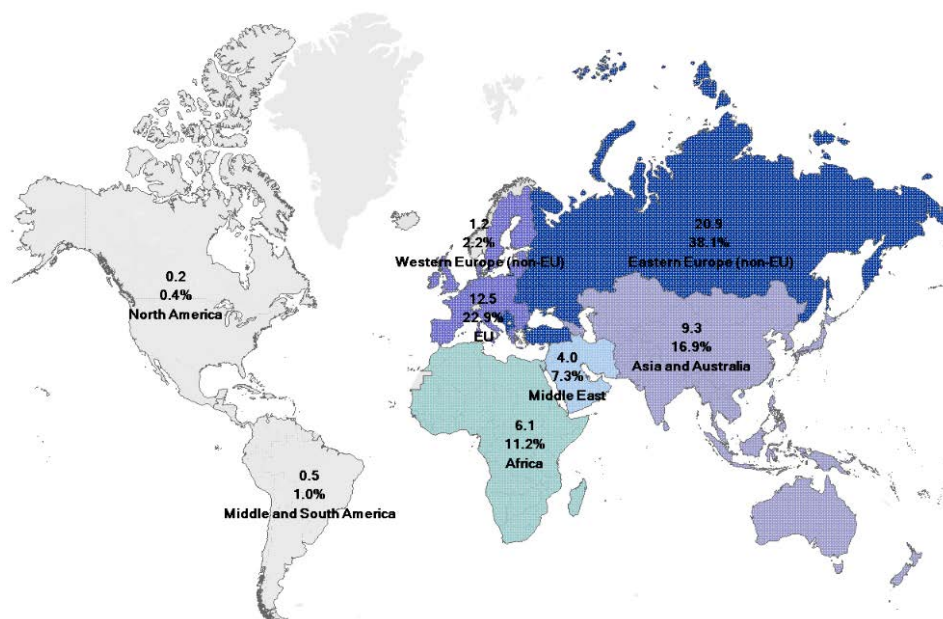 1.2
2.2%
Western Europe (non-EU)
20.9
38.1%
Eastern Europe (non-EU)
0.2
0.4%
North America
12.5
22.9%
EU
9.3
16.9%
Asia and Australia
4.0
7.3%
Middle East
6.1
11.2%
Africa
0.5
1.0%
Middle and South America